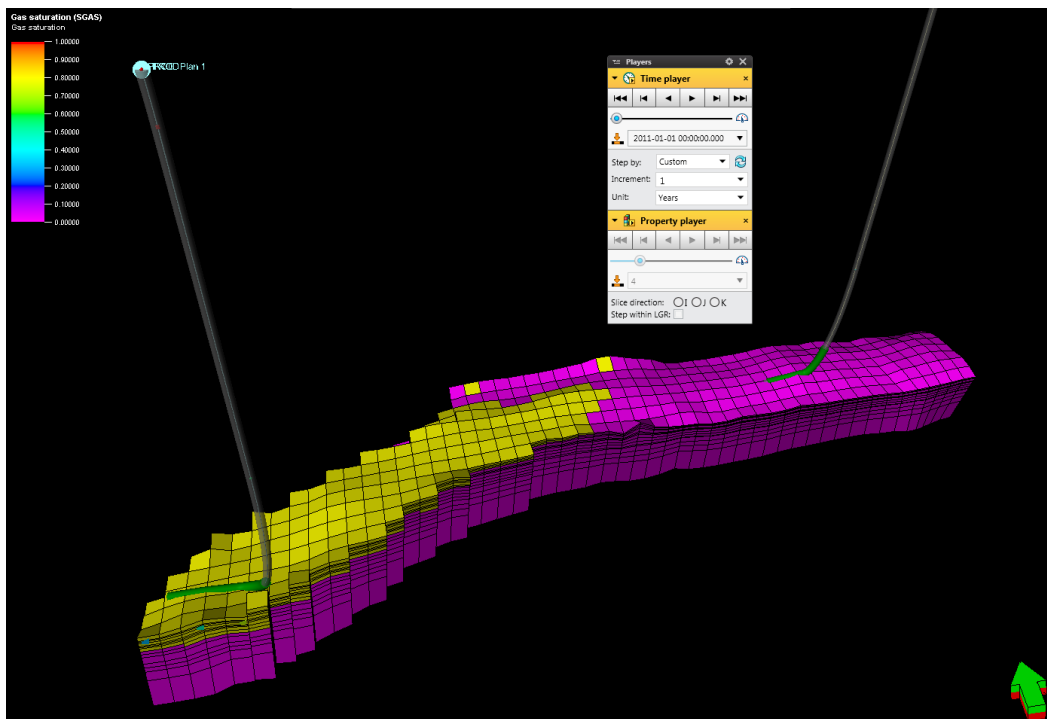 Gas saturation (SGAS)
Gas saturation
1.00000
0.90000
0.80000
0.70000
0.60000
0.50000
0.40000
0.30000
0.20000
0.10000
0.00000
Plan 1
Players
Time player
2011-01-01 00:00:00.000
Step by: Custom
Increment: 1
Unit: Years
Property player
4
Slice direction: I J K
Step within LGR: